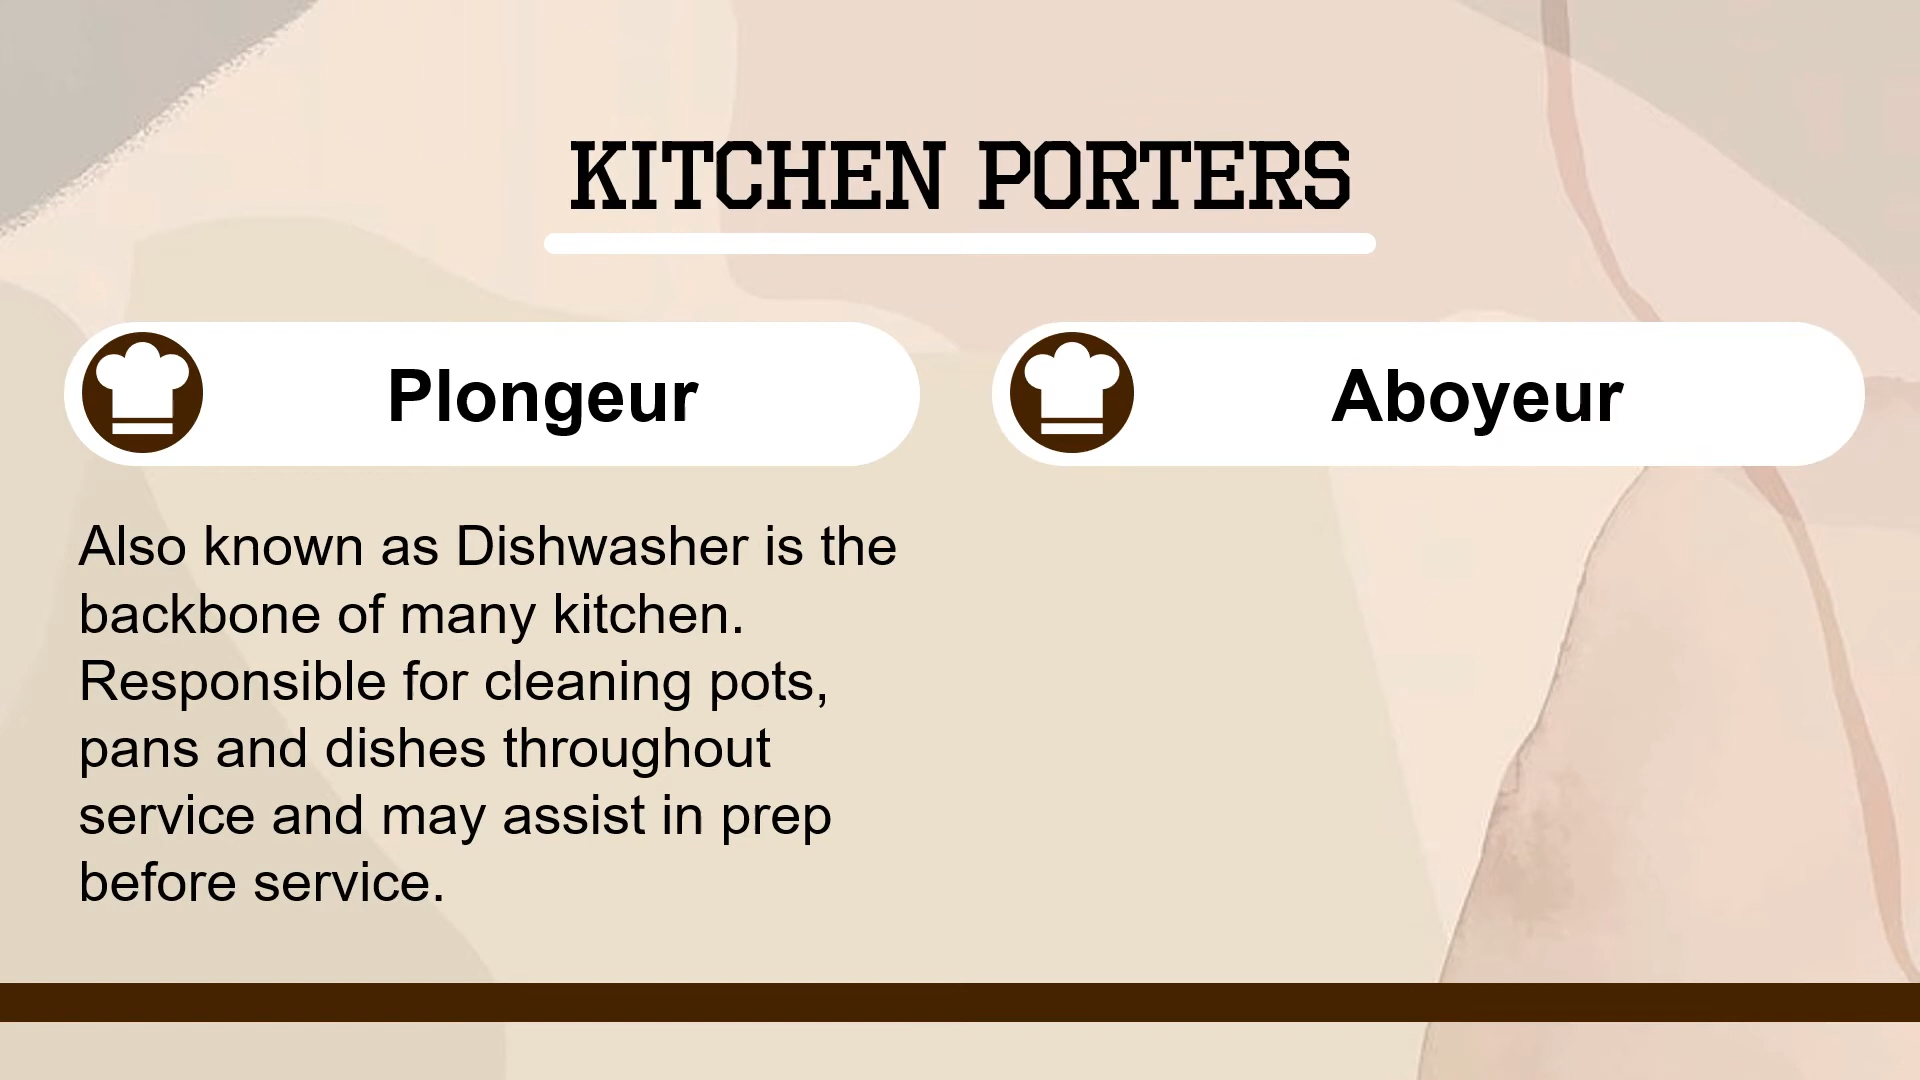 KITCHEN PORTERS
Plongeur
Aboyeur
Also known as Dishwasher is the
backbone of many kitchen.
Responsible for cleaning pots,
pans and dishes throughout
service and may assist in prep
before service.